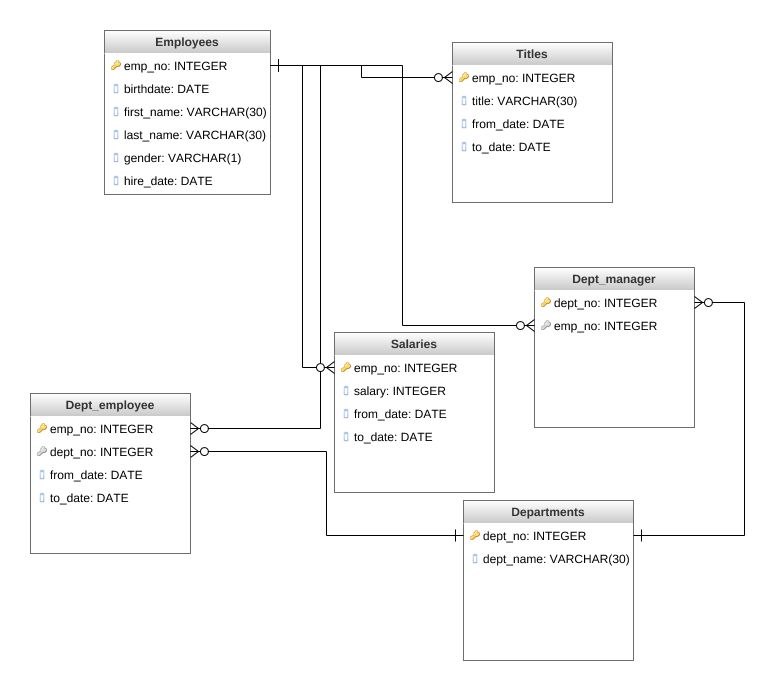 Employees
emp_no: INTEGER
birthdate: DATE
first_name: VARCHAR(30)
last_name: VARCHAR(30)
gender: VARCHAR(1)
hire_date: DATE
Titles
emp_no: INTEGER
title: VARCHAR(30)
from_date: DATE
to_date: DATE
Dept_manager
dept_no: INTEGER
emp_no: INTEGER
Salaries
emp_no: INTEGER
salary: INTEGER
from_date: DATE
to_date: DATE
Dept_employee
emp_no: INTEGER
dept_no: INTEGER
from_date: DATE
to_date: DATE
Departments
dept_no: INTEGER
dept_name: VARCHAR(30)